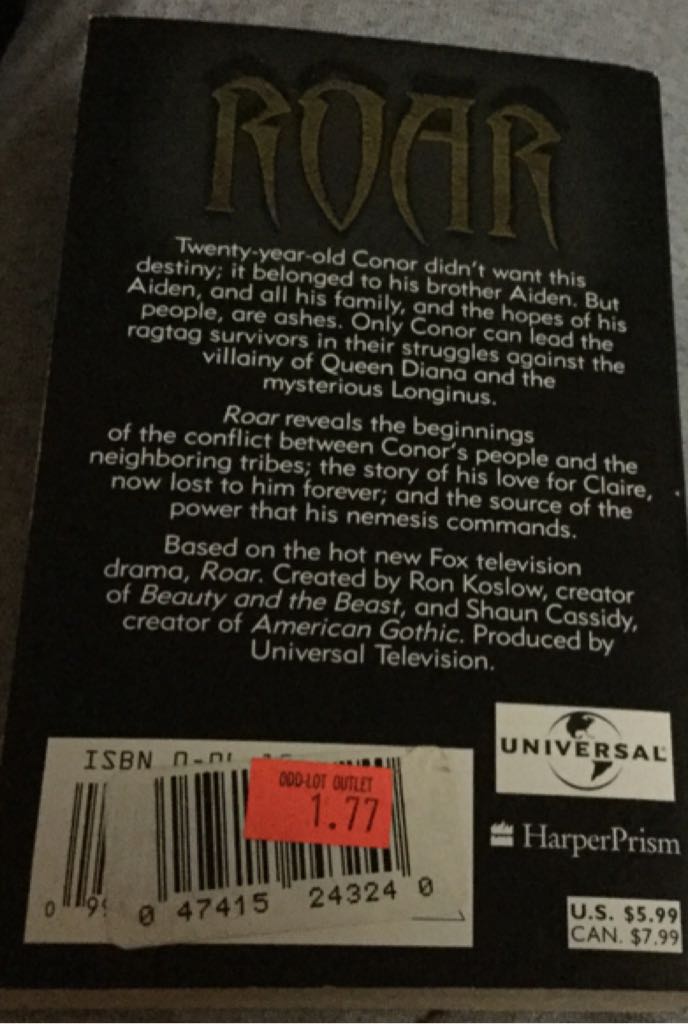 ROAR
Twenty-year-old Conor didn't want this
destiny; it belonged to his brother Aiden. But
Aiden, and all his family, and the hopes of his
people, are ashes. Only Conor can lead the
ragtag survivors in their struggles against the
villainy of Queen Diana and the
mysterious Longinus.
Roar reveals the beginnings
of the conflict between Conor's people and the
neighboring tribes; the story of his love for Claire,
now lost to him forever; and the source of the
power that his nemesis commands.
Based on the hot new Fox television
drama, Roar. Created by Ron Koslow, creator
of Beauty and the Beast, and Shaun Cassidy,
creator of American Gothic. Produced by
Universal Television.
UNIVERSAL
HarperPrism
U.S. $5.99
CAN. $7.99
ISBN
ODD-LOT OUTLET
1.77
0 99
0 47415 24324 0